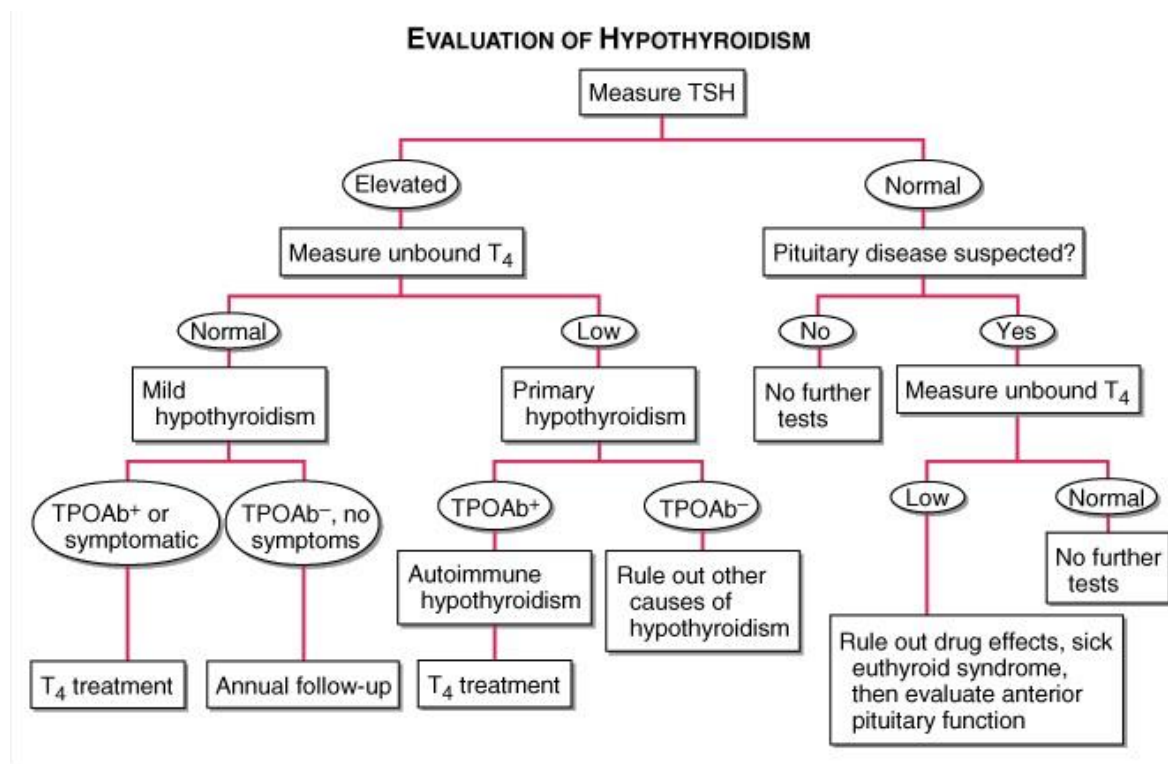 EVALUATION OF HYPOTHYROIDISM
Measure TSH
Elevated
Normal
Measure unbound T4
Pituitary disease suspected?
Normal
Low
No
Yes
Mild
hypothyroidism
Primary
hypothyroidism
No further
tests
Measure unbound T4
TPOAb+ or
symptomatic
TPOAb–, no
symptoms
TPOAb+
TPOAb–
Low
Normal
Autoimmune
hypothyroidism
Rule out other
causes of
hypothyroidism
No further
tests
T4 treatment
Annual follow-up
T4 treatment
Rule out drug effects, sick
euthyroid syndrome,
then evaluate anterior
pituitary function